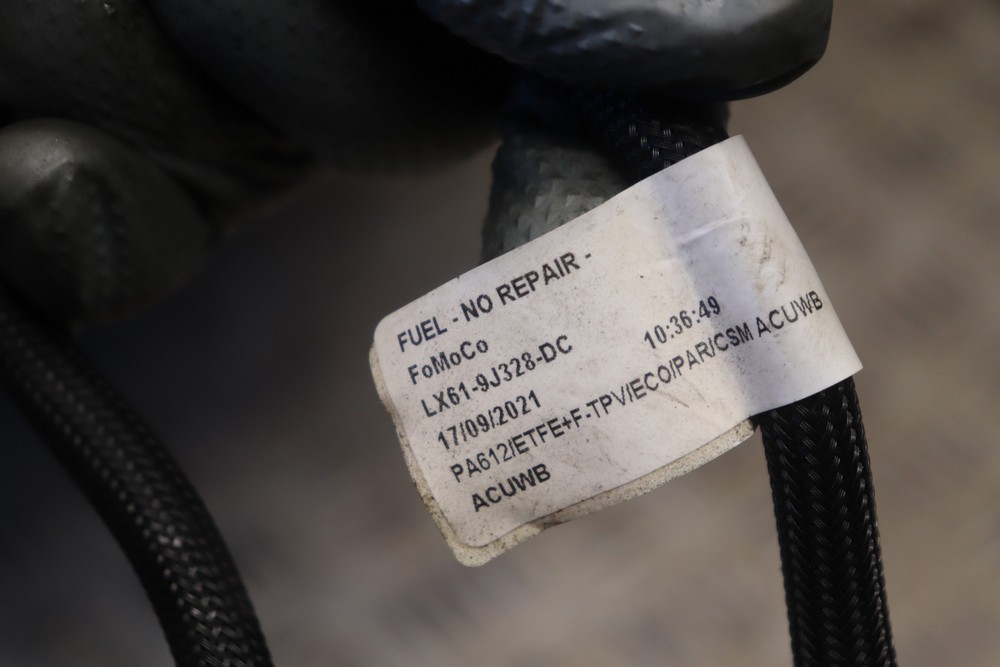 FUEL - NO REPAIR -
FoMoCo
LX61-9J328-DC 10:36:49
17/09/2021
PA612/ETFE+F-TPV/ECO/PAR/CSM ACUWB
ACUWB